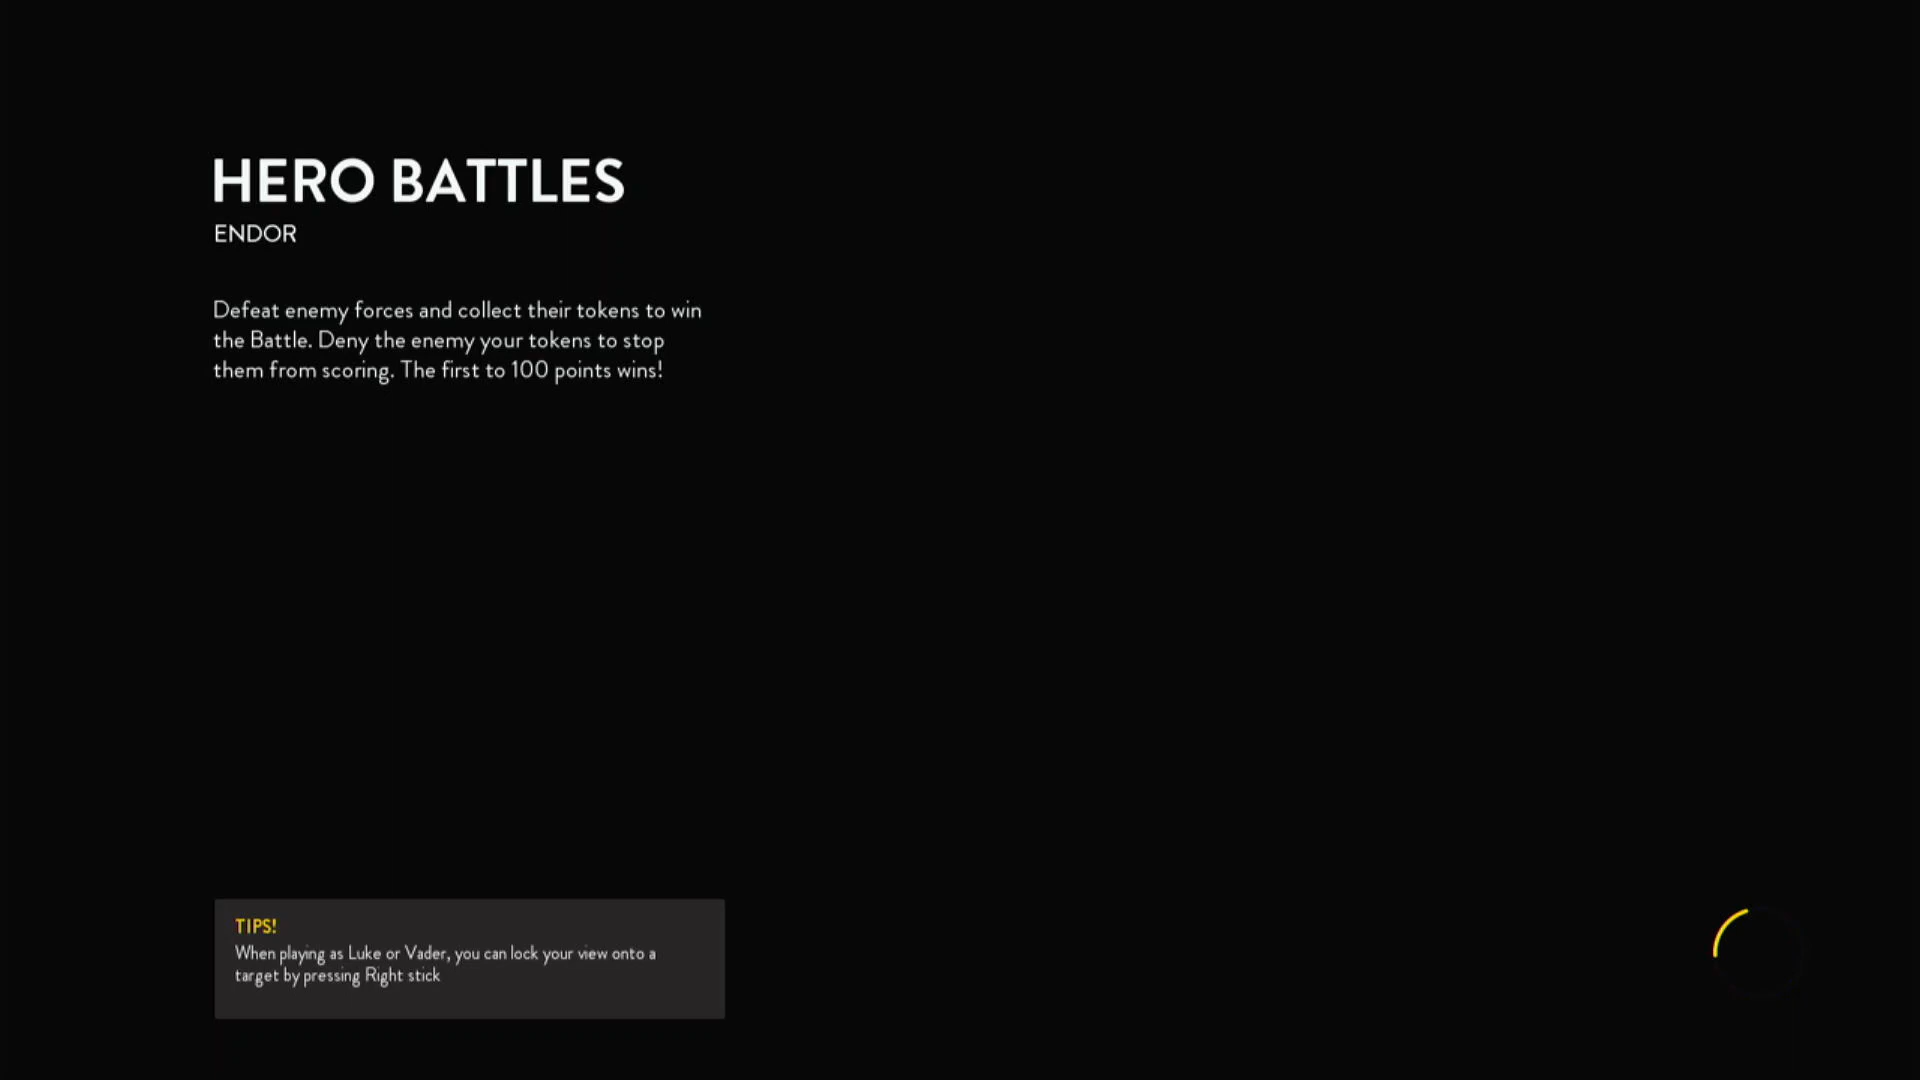 HERO BATTLES
ENDOR
Defeat enemy forces and collect their tokens to win
the Battle. Deny the enemy your tokens to stop
them from scoring. The first to 100 points wins!
TIPS!
When playing as Luke or Vader, you can lock your view onto a
target by pressing Right stick